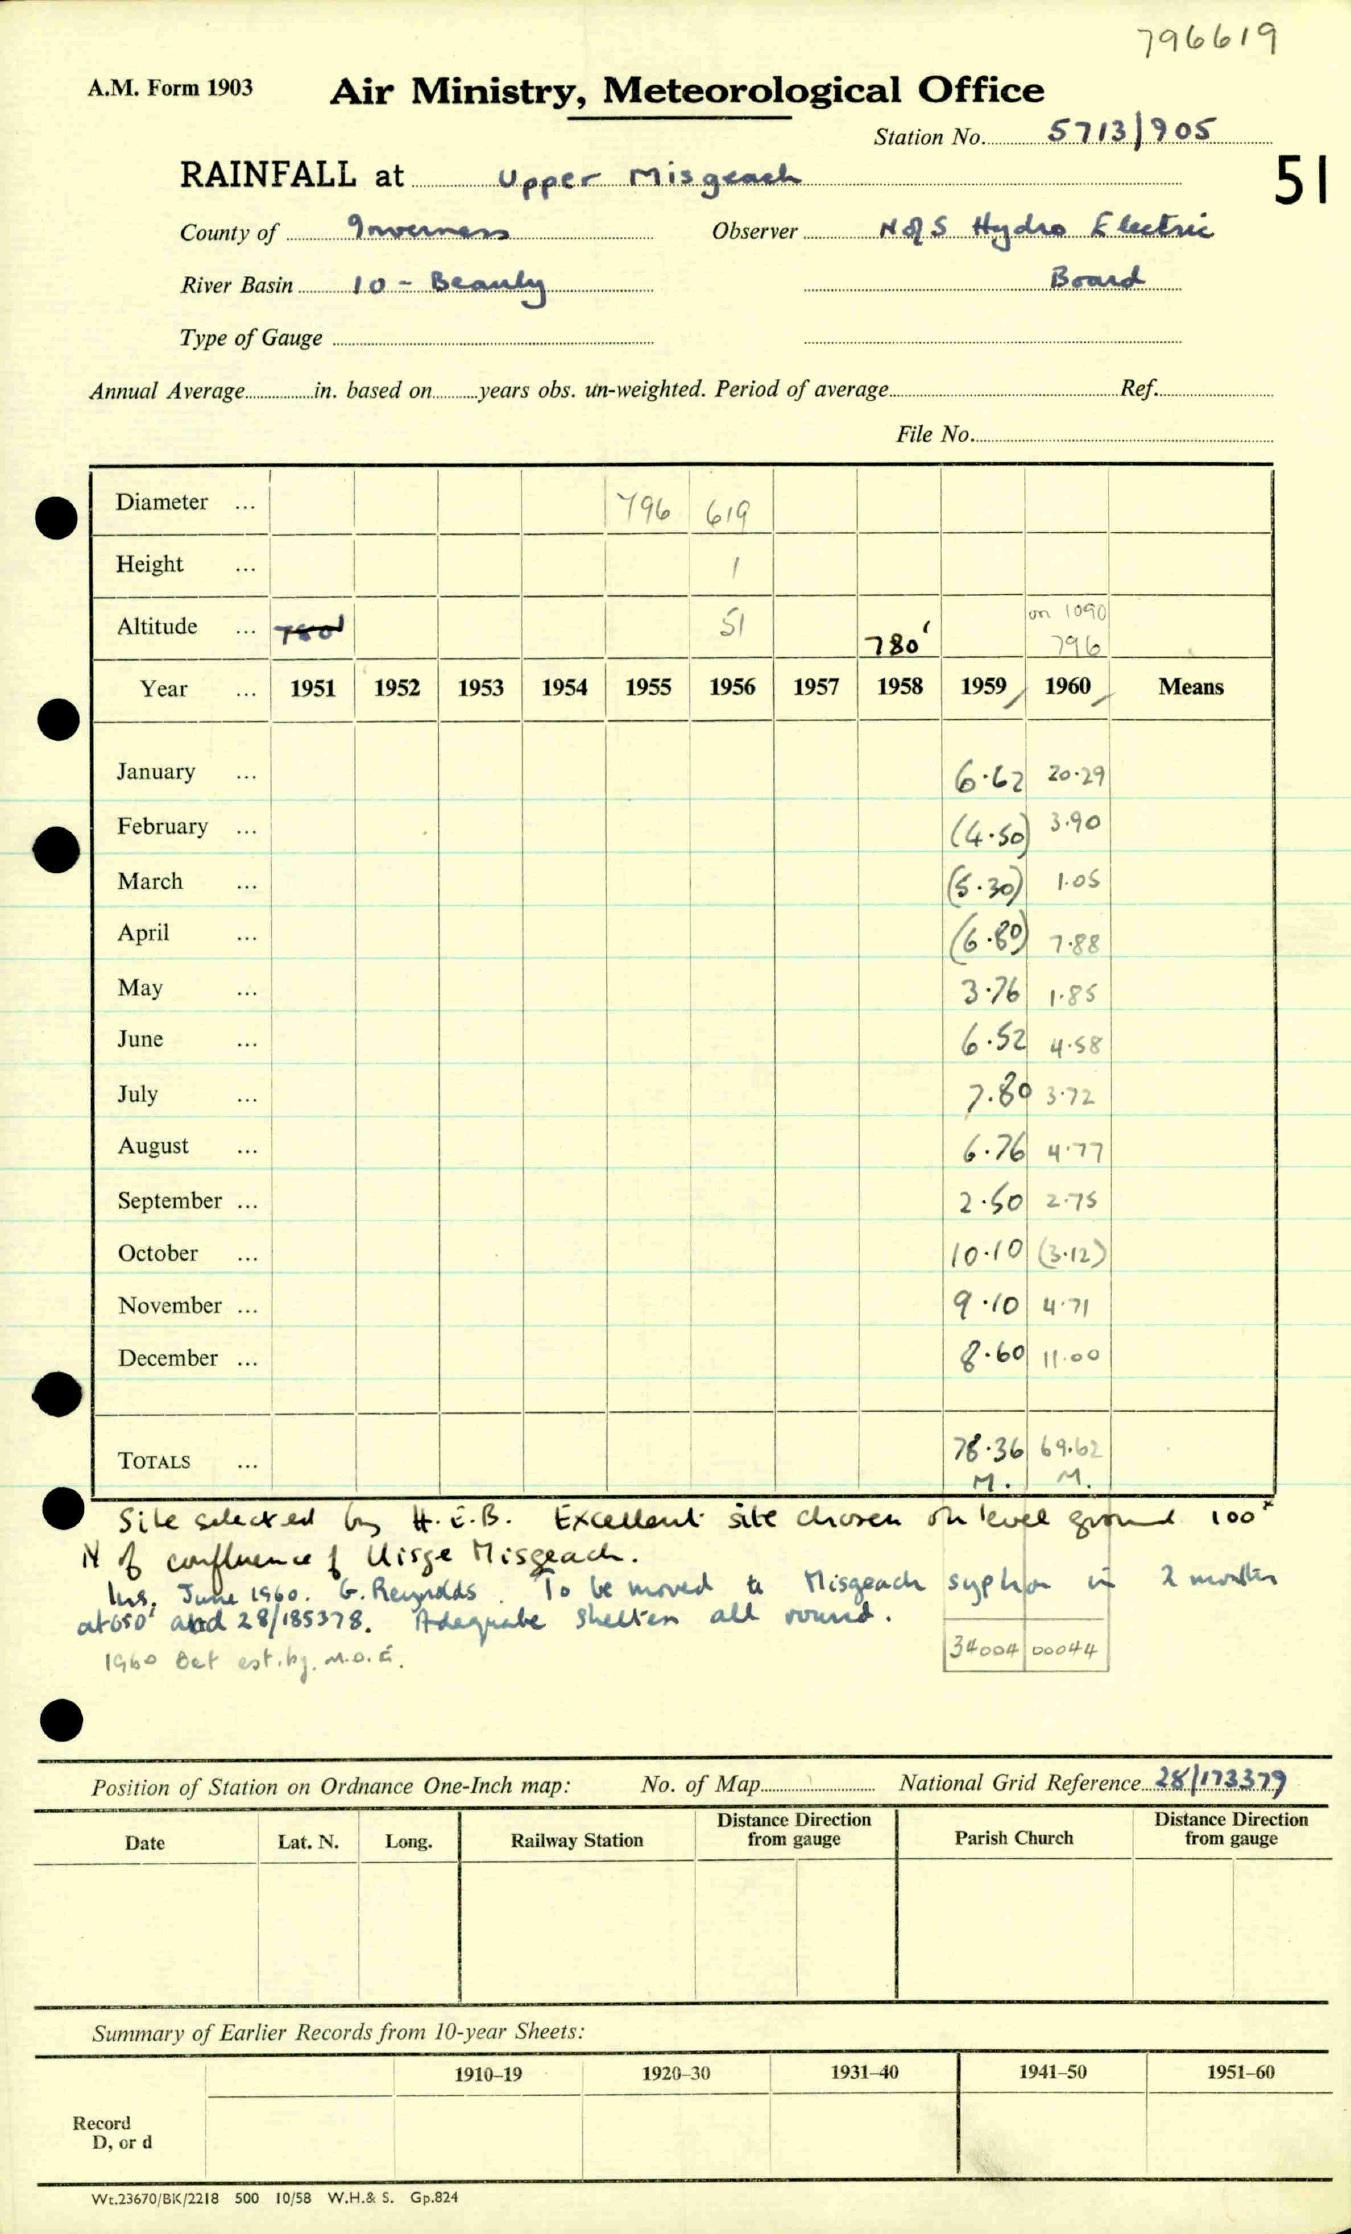 796619
A.M. Form 1903 Air Ministry, Meteorological Office
Station No. 5713/905
51
RAINFALL at Upper Misgeach
County of Inverness Observer N of S Hydro Electric
River Basin 10 - Beauly Board
Type of Gauge
Annual Average in. based on years obs. un-weighted. Period of average Ref.
File No.
Diameter ... 796 619
Height ... 1
Altitude ... 780' 51 780' on 1090 796
Year ... 1951 1952 1953 1954 1955 1956 1957 1958 1959 1960 Means
January ... 6.62 20.29
February ... (4.50) 3.90
March ... (5.30) 1.05
April ... (6.80) 7.88
May ... 3.76 1.85
June ... 6.52 4.58
July ... 7.80 3.72
August ... 6.76 4.77
September ... 2.50 2.75
October ... 10.10 (3.12)
November ... 9.10 4.71
December ... 8.60 11.00
TOTALS ... 78.36 69.62
M. M.
Site selected by H.E.B. Excellent site chosen on level ground 100x
N of confluence of Uisge Misgeach.
Ins. June 1960. G. Reynolds. To be moved to Misgeach syphon in 2 months
at 650' and 28/185378. Adequate shelter all round.
1960 Oct est. by M.O.E.
34004 00044
Position of Station on Ordnance One-Inch map: No. of Map National Grid Reference 28/173379
Date Lat. N. Long. Railway Station Distance Direction from gauge Parish Church Distance Direction from gauge
Summary of Earlier Records from 10-year Sheets:
1910–19 1920–30 1931–40 1941–50 1951–60
Record
D, or d
Wt.23670/BK/2218 500 10/58 W.H.& S. Gp.824